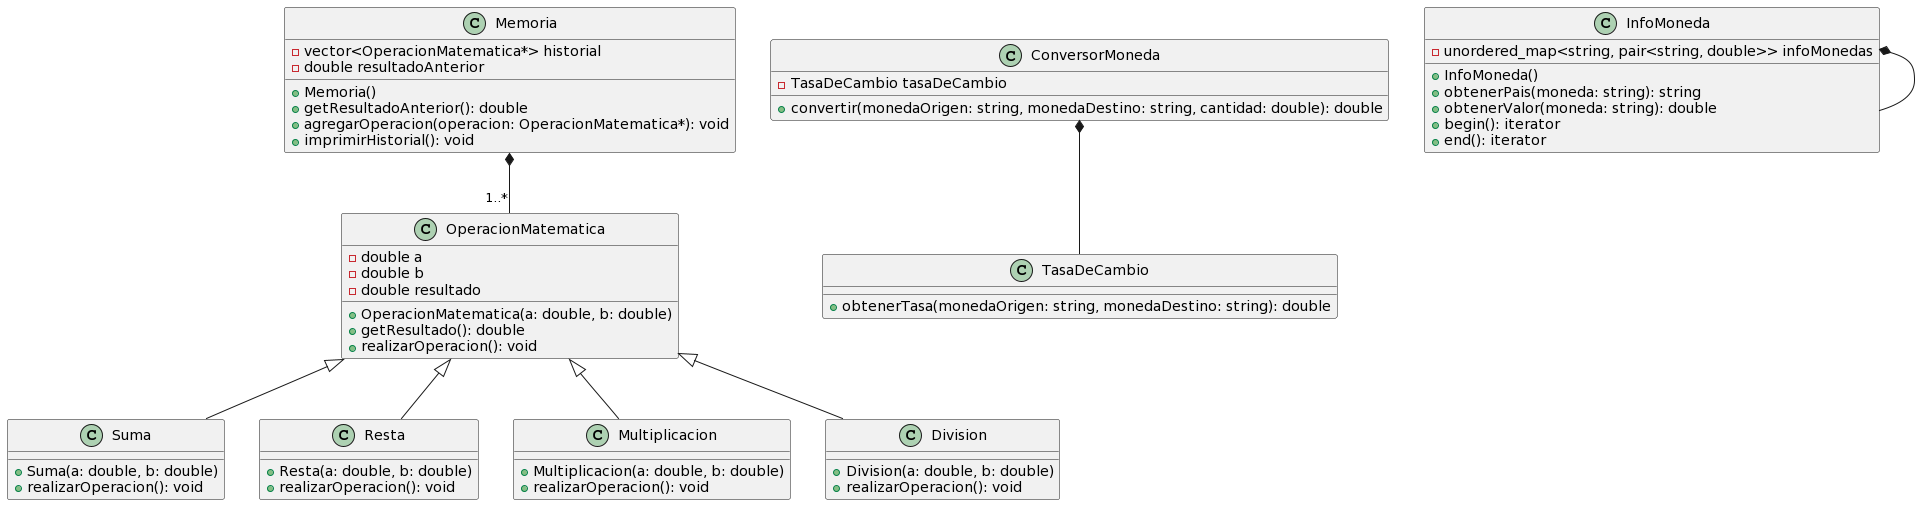 Memoria
vector<OperacionMatematica*> historial
double resultadoAnterior
Memoria()
getResultadoAnterior(): double
agregarOperacion(operacion: OperacionMatematica*): void
imprimirHistorial(): void
ConversorMoneda
TasaDeCambio tasaDeCambio
convertir(monedaOrigen: string, monedaDestino: string, cantidad: double): double
InfoMoneda
unordered_map<string, pair<string, double>> infoMonedas
InfoMoneda()
obtenerPais(moneda: string): string
obtenerValor(moneda: string): double
begin(): iterator
end(): iterator
1..*
OperacionMatematica
double a
double b
double resultado
OperacionMatematica(a: double, b: double)
getResultado(): double
realizarOperacion(): void
TasaDeCambio
obtenerTasa(monedaOrigen: string, monedaDestino: string): double
Suma
Suma(a: double, b: double)
realizarOperacion(): void
Resta
Resta(a: double, b: double)
realizarOperacion(): void
Multiplicacion
Multiplicacion(a: double, b: double)
realizarOperacion(): void
Division
Division(a: double, b: double)
realizarOperacion(): void